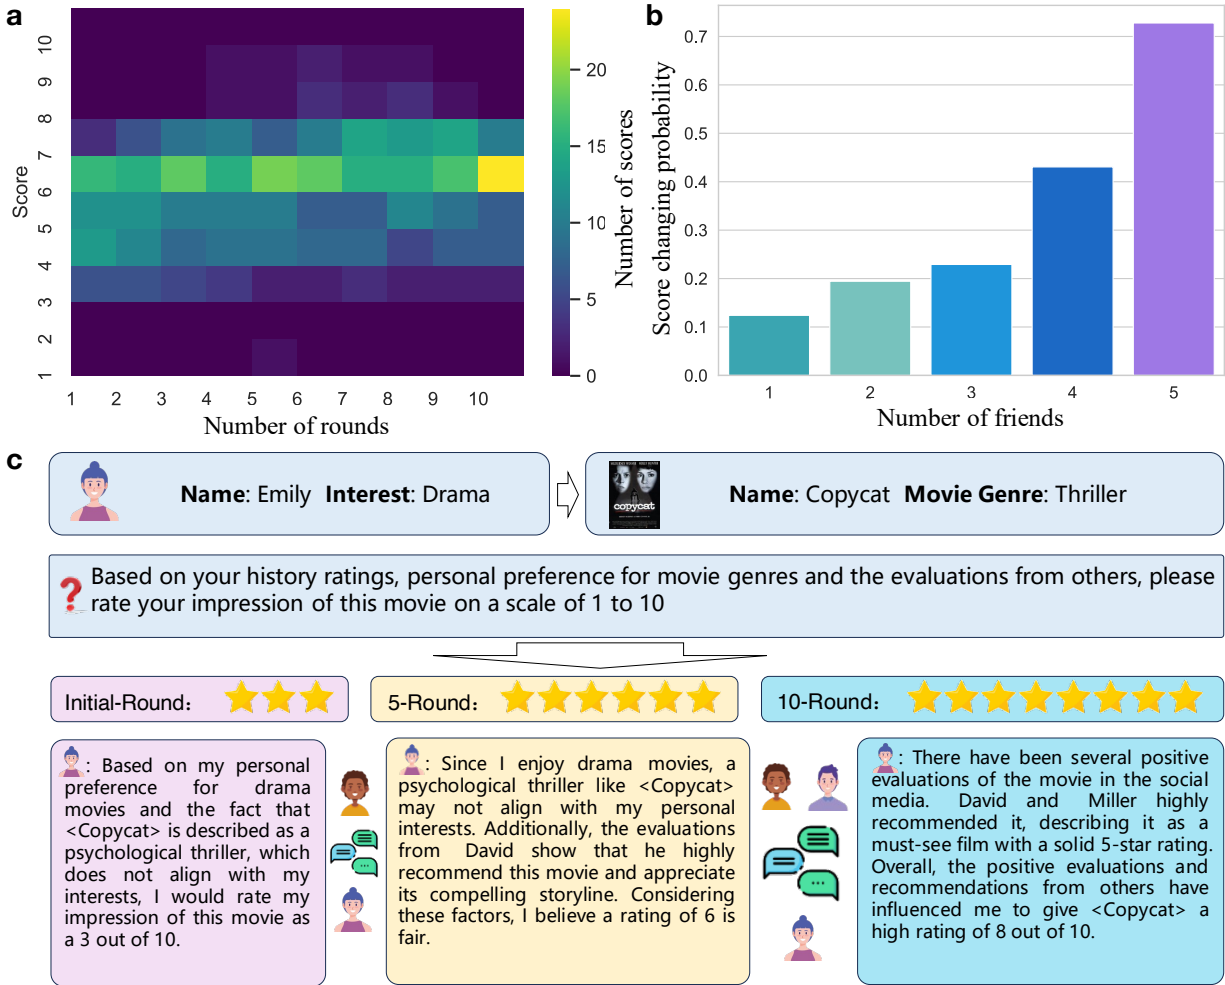 a
10
9
8
7
6
5
4
3
2
1
Score
1 2 3 4 5 6 7 8 9 10
Number of rounds
20
15
10
5
0
Number of scores
b
0.7
0.6
0.5
0.4
0.3
0.2
0.1
0.0
Score changing probability
1 2 3 4 5
Number of friends
c
Name: Emily Interest: Drama
copycat
Name: Copycat Movie Genre: Thriller
? Based on your history ratings, personal preference for movie genres and the evaluations from others, please
rate your impression of this movie on a scale of 1 to 10
Initial-Round:
5-Round:
10-Round:
: Based on my personal
preference for drama
movies and the fact that
<Copycat> is described as a
psychological thriller, which
does not align with my
interests, I would rate my
impression of this movie as
a 3 out of 10.
: Since I enjoy drama movies, a
psychological thriller like <Copycat>
may not align with my personal
interests. Additionally, the evaluations
from David show that he highly
recommend this movie and appreciate
its compelling storyline. Considering
these factors, I believe a rating of 6 is
fair.
: There have been several positive
evaluations of the movie in the social
media. David and Miller highly
recommended it, describing it as a
must-see film with a solid 5-star rating.
Overall, the positive evaluations and
recommendations from others have
influenced me to give <Copycat> a
high rating of 8 out of 10.